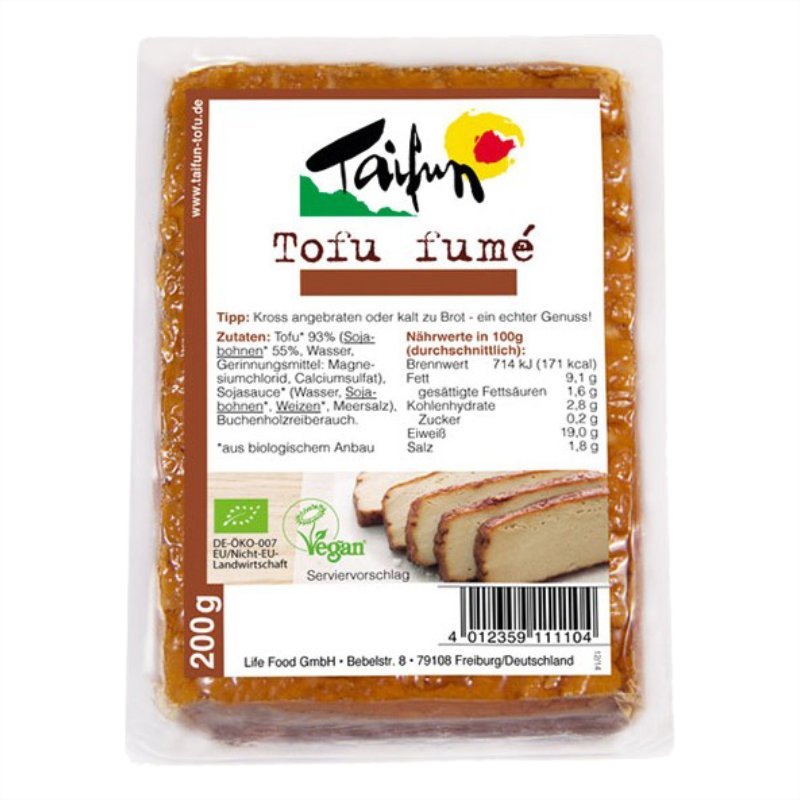 www.taifun-tofu.de
Taifun
Tofu fumé
Tipp: Kross angebraten oder kalt zu Brot - ein echter Genuss!
Zutaten: Tofu* 93% (Soja-
bohnen* 55%, Wasser,
Gerinnungsmittel: Magne-
siumchlorid, Calciumsulfat),
Sojasauce* (Wasser, Soja-
bohnen*, Weizen*, Meersalz),
Buchenholzreiberauch.
*aus biologischem Anbau
Nährwerte in 100g
(durchschnittlich):
Brennwert 714 kJ (171 kcal)
Fett 9,1 g
gesättigte Fettsäuren 1,6 g
Kohlenhydrate 2,8 g
Zucker 0,2 g
Eiweiß 19,0 g
Salz 1,8 g
DE-ÖKO-007
EU/Nicht-EU-
Landwirtschaft
Vegan
Serviervorschlag
200g
4 012359 111104
12/14
Life Food GmbH • Bebelstr. 8 • 79108 Freiburg/Deutschland